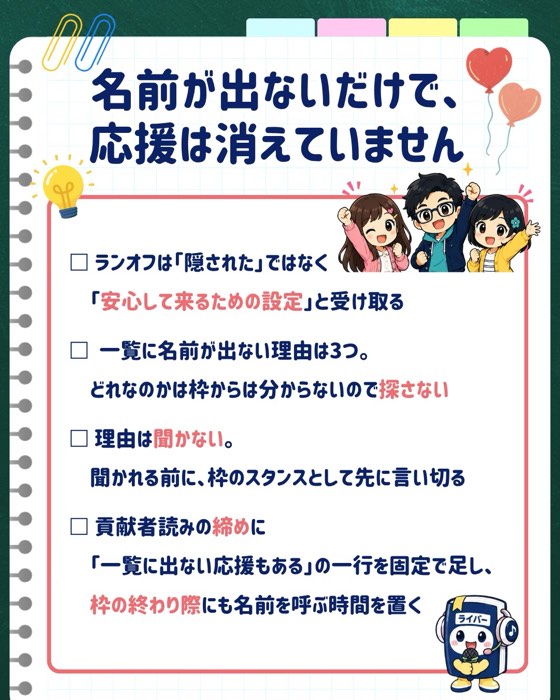 名前が出ないだけで、
応援は消えていません
□ ランオフは「隠された」ではなく
「安心して来るための設定」と受け取る
□ 一覧に名前が出ない理由は3つ。
どれなのかは枠からは分からないので探さない
□ 理由は聞かない。
聞かれる前に、枠のスタンスとして先に言い切る
□ 貢献者読みの締めに
「一覧に出ない応援もある」の一行を固定で足し、
枠の終わり際にも名前を呼ぶ時間を置く
ライバー